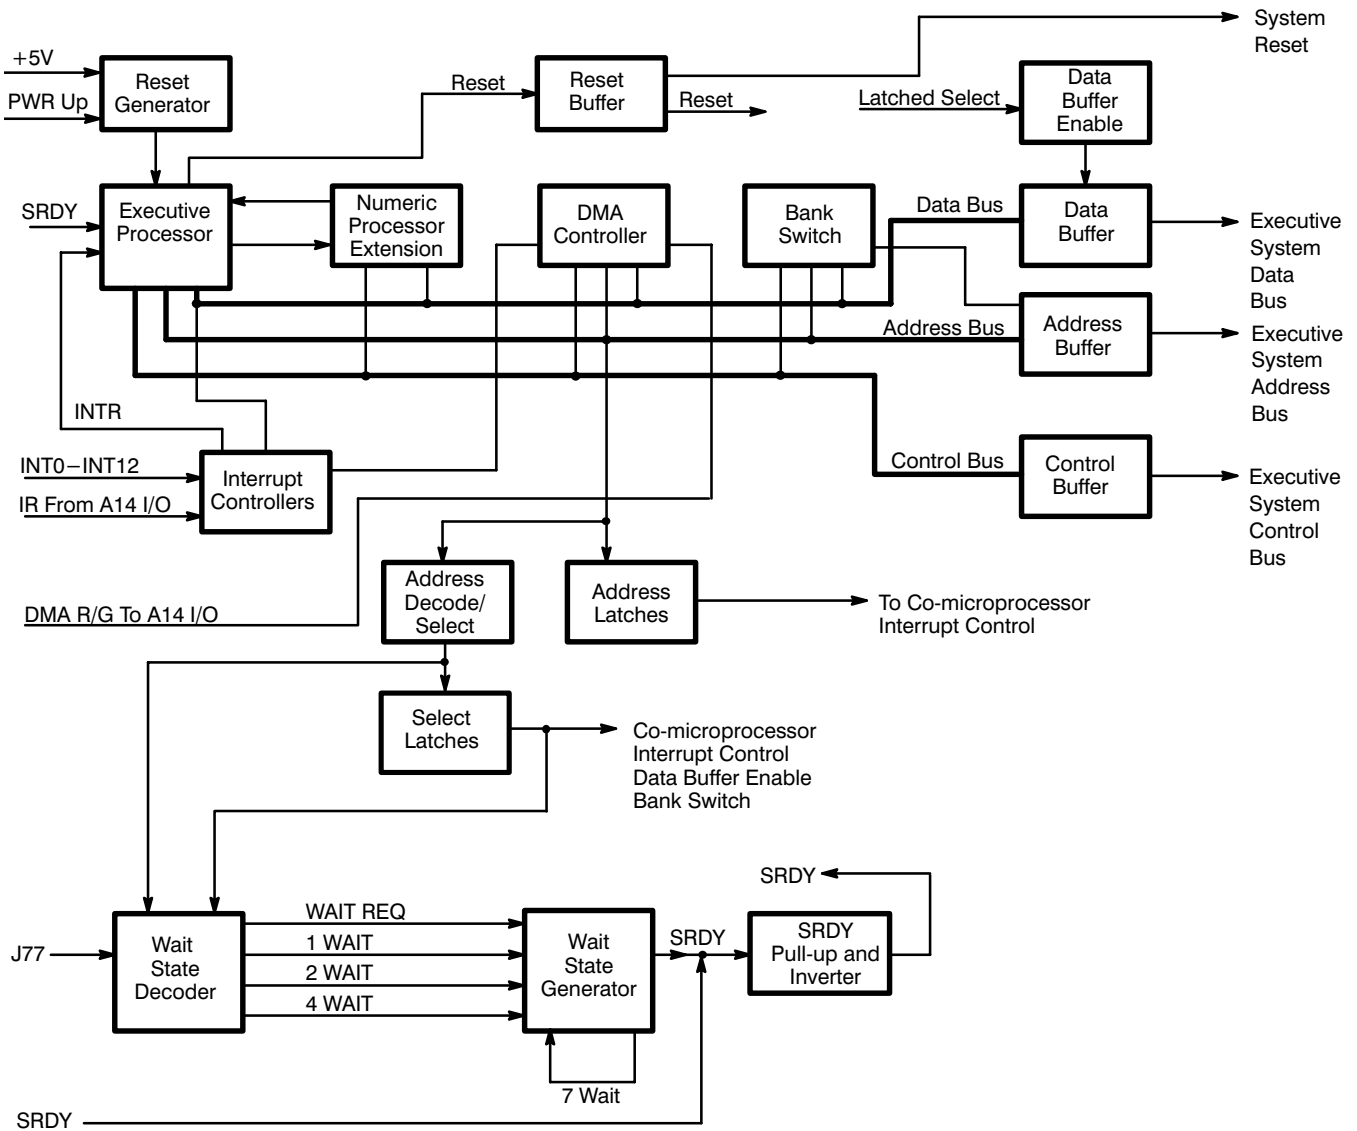 System
Reset
+5V
PWR Up
Reset
Generator
Reset
Reset
Buffer
Reset
Latched Select
Data
Buffer
Enable
SRDY
Executive
Processor
Numeric
Processor
Extension
DMA
Controller
Bank
Switch
Data Bus
Data
Buffer
Executive
System
Data
Bus
Address Bus
Address
Buffer
Executive
System
Address
Bus
INTR
INT0–INT12
IR From A14 I/O
Interrupt
Controllers
Control Bus
Control
Buffer
Executive
System
Control
Bus
DMA R/G To A14 I/O
Address
Decode/
Select
Address
Latches
To Co-microprocessor
Interrupt Control
Select
Latches
Co-microprocessor
Interrupt Control
Data Buffer Enable
Bank Switch
SRDY
J77
Wait
State
Decoder
WAIT REQ
1 WAIT
2 WAIT
4 WAIT
Wait
State
Generator
SRDY
SRDY
Pull-up and
Inverter
7 Wait
SRDY